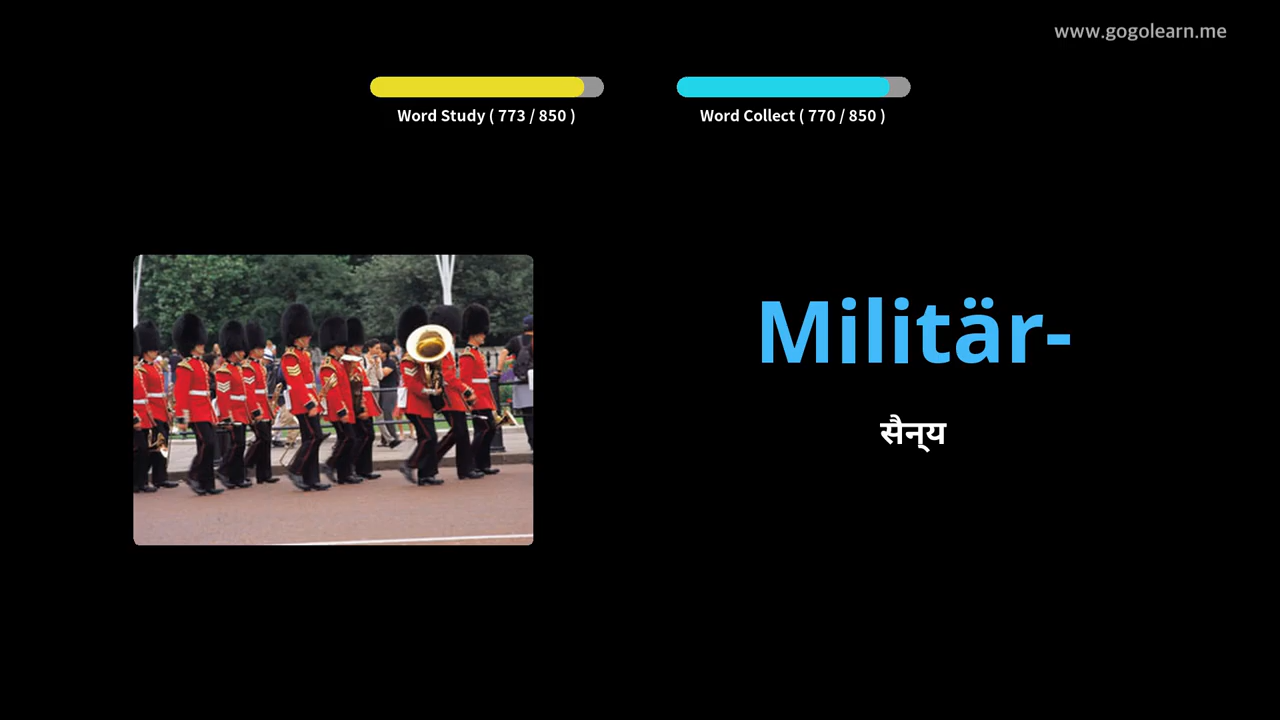 www.gogolearn.me
Word Study ( 773 / 850 )
Word Collect ( 770 / 850 )
Militär-
सैन्य